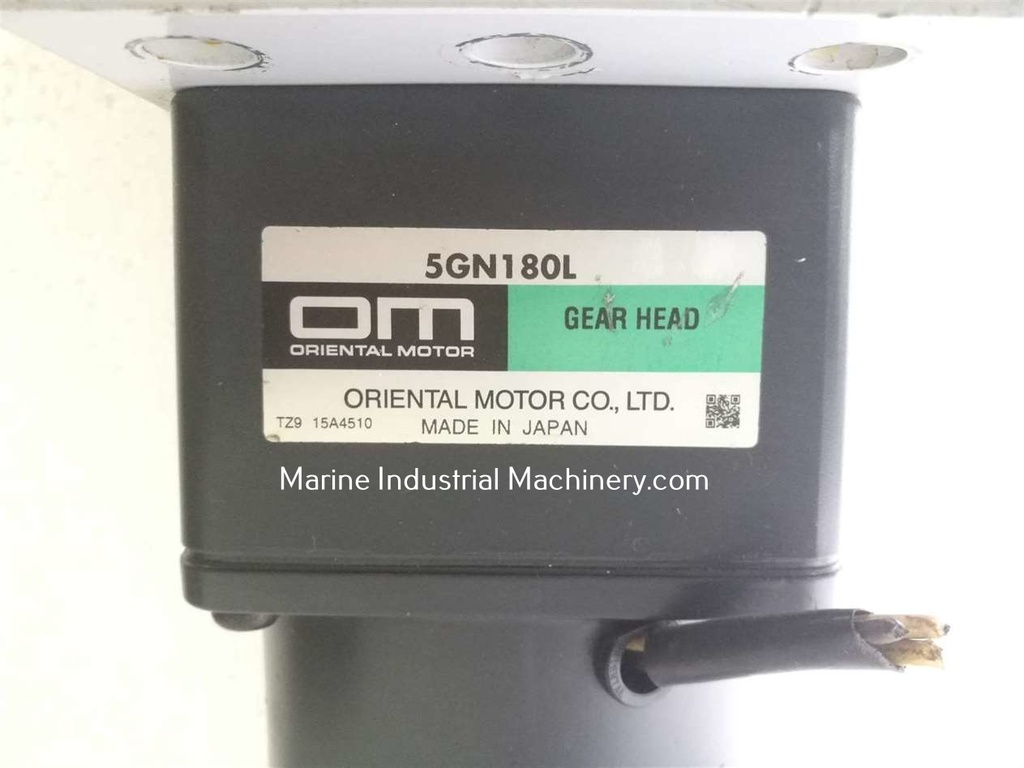 5GN180L
OM
ORIENTAL MOTOR
GEAR HEAD
ORIENTAL MOTOR CO., LTD.
TZ9 15A4510
MADE IN JAPAN
Marine Industrial Machinery.com